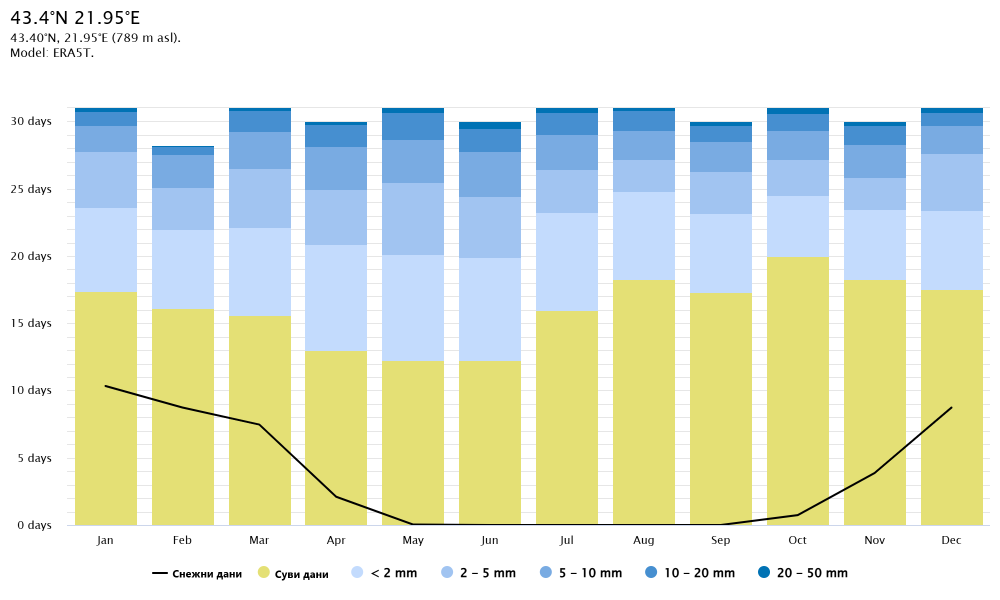 43.4°N 21.95°E
43.40°N, 21.95°E (789 m asl).
Model: ERA5T.
30 days
25 days
20 days
15 days
10 days
5 days
0 days
Jan Feb Mar Apr May Jun Jul Aug Sep Oct Nov Dec
Снежни дани Суви дани < 2 mm 2 – 5 mm 5 – 10 mm 10 – 20 mm 20 – 50 mm